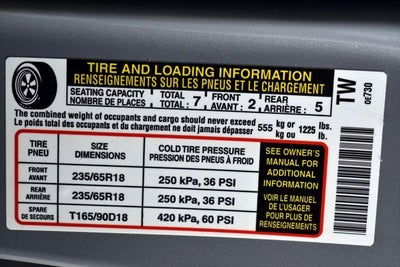 TIRE AND LOADING INFORMATION
RENSEIGNEMENTS SUR LES PNEUS ET LE CHARGEMENT
SEATING CAPACITY
NOMBRE DE PLACES
TOTAL :
TOTAL : 7
FRONT
AVANT : 2
REAR
ARRIÈRE : 5
The combined weight of occupants and cargo should never exceed
Le poids total des occupants et du chargement ne doit jamais dépasser
555 kg or 1225 lbs.
kg ou lb.
TW
OE730
TIRE
PNEU
SIZE
DIMENSIONS
COLD TIRE PRESSURE
PRESSION DES PNEUS À FROID
FRONT
AVANT
235/65R18
250 kPa, 36 PSI
REAR
ARRIÈRE
235/65R18
250 kPa, 36 PSI
SPARE
DE SECOURS
T165/90D18
420 kPa, 60 PSI
SEE OWNER'S
MANUAL FOR
ADDITIONAL
INFORMATION
VOIR LE MANUEL
DE L'USAGER
POUR PLUS DE
RENSEIGNEMENTS